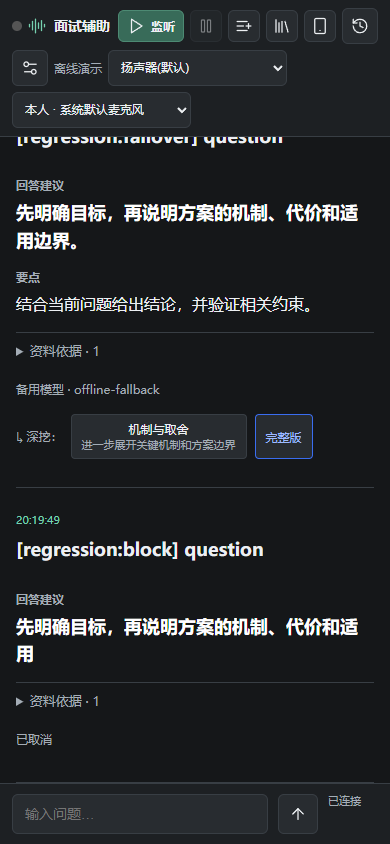 面试辅助
监听
离线演示
扬声器(默认)
本人 · 系统默认麦克风
[regression:failover] question
回答建议
先明确目标，再说明方案的机制、代价和适
用边界。
要点
结合当前问题给出结论，并验证相关约束。
资料依据 · 1
备用模型 · offline-fallback
↳ 深挖：
机制与取舍
进一步展开关键机制和方案边界
完整版
20:19:49
[regression:block] question
回答建议
先明确目标，再说明方案的机制、代价和适
用
资料依据 · 1
已取消
输入问题...
已连接